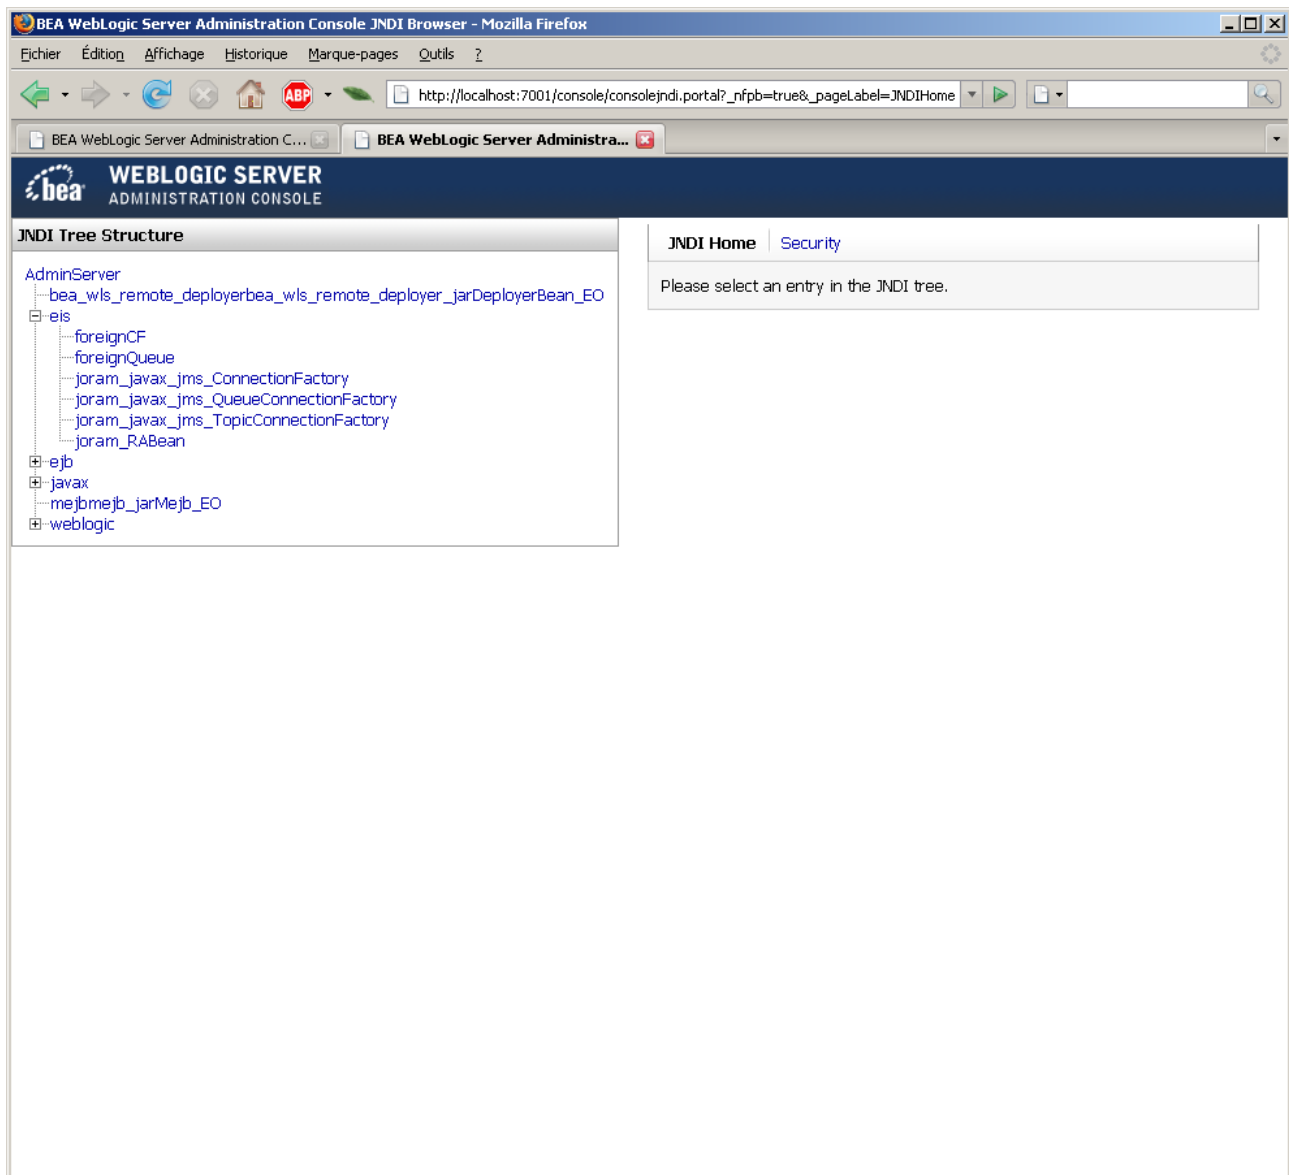 BEA WebLogic Server Administration Console JNDI Browser - Mozilla Firefox
Fichier Édition Affichage Historique Marque-pages Outils ?
ABP http://localhost:7001/console/consolejndi.portal?_nfpb=true&_pageLabel=JNDIHome
BEA WebLogic Server Administration C... BEA WebLogic Server Administra...
bea WEBLOGIC SERVER
ADMINISTRATION CONSOLE
JNDI Tree Structure
JNDI Home Security
AdminServer
Please select an entry in the JNDI tree.
bea_wls_remote_deployerbea_wls_remote_deployer_jarDeployerBean_EO
eis
foreignCF
foreignQueue
joram_javax_jms_ConnectionFactory
joram_javax_jms_QueueConnectionFactory
joram_javax_jms_TopicConnectionFactory
joram_RABean
ejb
javax
mejbmejb_jarMejb_EO
weblogic